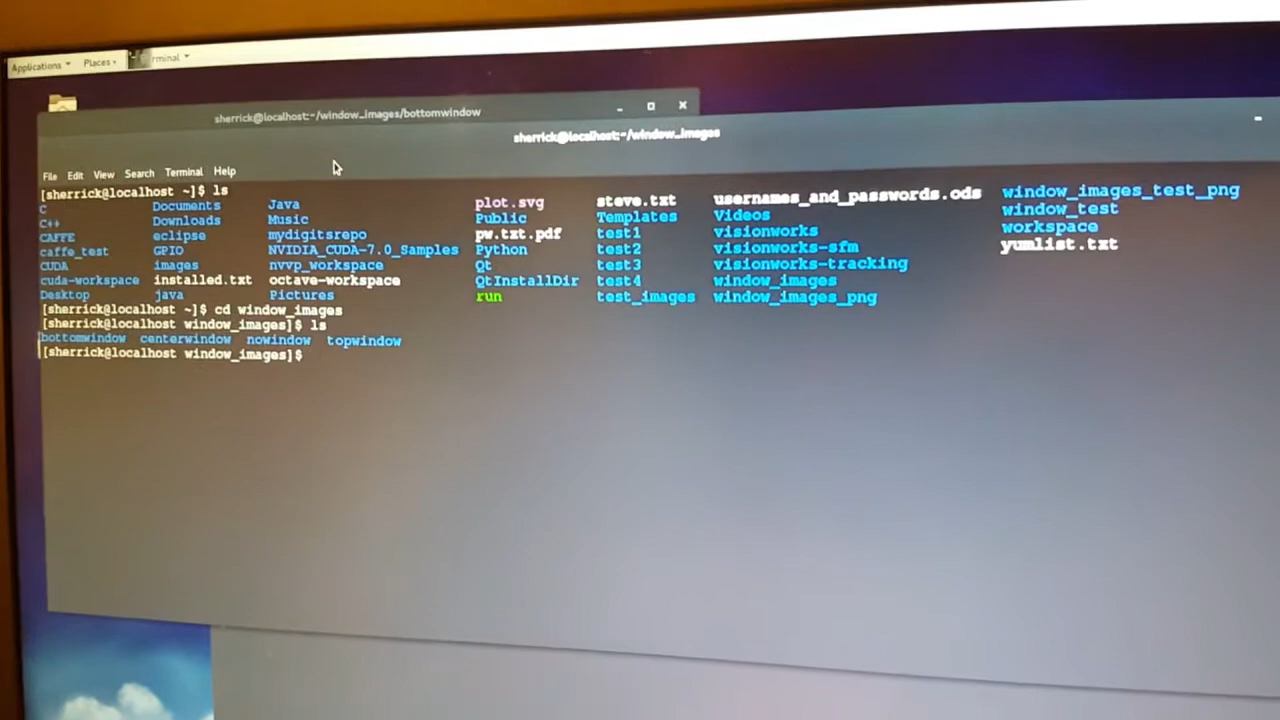 Applications Places rminal
sherrick@localhost:~/window_images/bottomwindow
sherrick@localhost:~/window_images
File Edit View Search Terminal Help
[sherrick@localhost ~]$ ls
C Documents Java plot.svg steve.txt usernames_and_passwords.ods window_images_test_png
C++ Downloads Music Public Templates Videos window_test
CAFFE eclipse mydigitsrepo pw.txt.pdf test1 visionworks workspace
caffe_test GPIO NVIDIA_CUDA-7.0_Samples Python test2 visionworks-sfm yumlist.txt
CUDA images nvvp_workspace Qt test3 visionworks-tracking
cuda-workspace installed.txt octave-workspace QtInstallDir test4 window_images
Desktop java Pictures run test_images window_images_png
[sherrick@localhost ~]$ cd window_images
[sherrick@localhost window_images]$ ls
bottomwindow centerwindow nowindow topwindow
[sherrick@localhost window_images]$